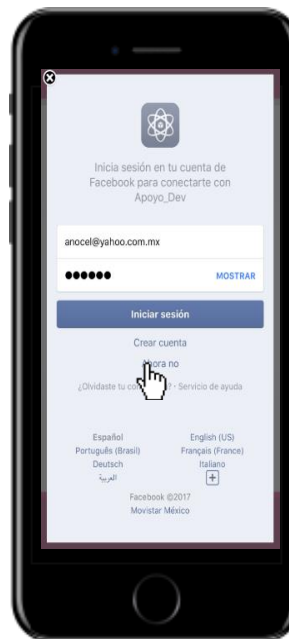 Inicia sesión en tu cuenta de
Facebook para conectarte con
Apoyo_Dev
anocel@yahoo.com.mx
●●●●●● MOSTRAR
Iniciar sesión
Crear cuenta
Ahora no
¿Olvidaste tu ? · Servicio de ayuda
Español English (US)
Português (Brasil) Français (France)
Deutsch Italiano
العربية +
Facebook ©2017
Movistar México